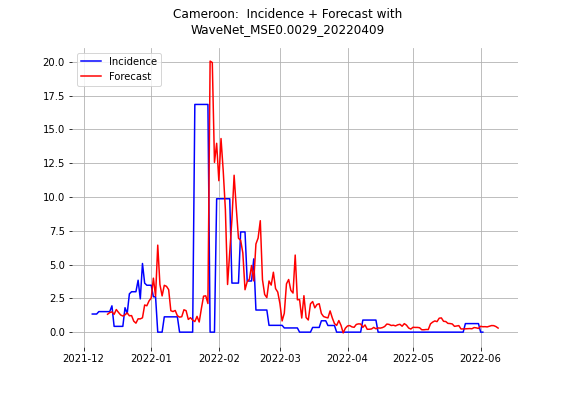 Cameroon:  Incidence + Forecast with
WaveNet_MSE0.0029_20220409
Incidence
Forecast
20.0
17.5
15.0
12.5
10.0
7.5
5.0
2.5
0.0
2021-12 2022-01 2022-02 2022-03 2022-04 2022-05 2022-06